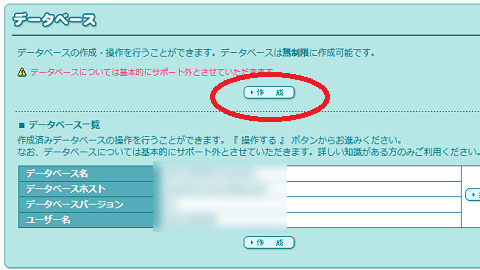 データベース
データベースの作成・操作を行うことができます。データベースは無制限に作成可能です。
データベースについては基本的にサポート外とさせていただきます。
作 成
■ データベース一覧
作成済みデータベースの操作を行うことができます。『 操作する 』 ボタンからお進みください。
なお、データベースについては基本的にサポート外とさせていただきます。詳しい知識がある方のみご利用ください。
データベース名
データベースホスト
データベースバージョン
ユーザー名
作 成